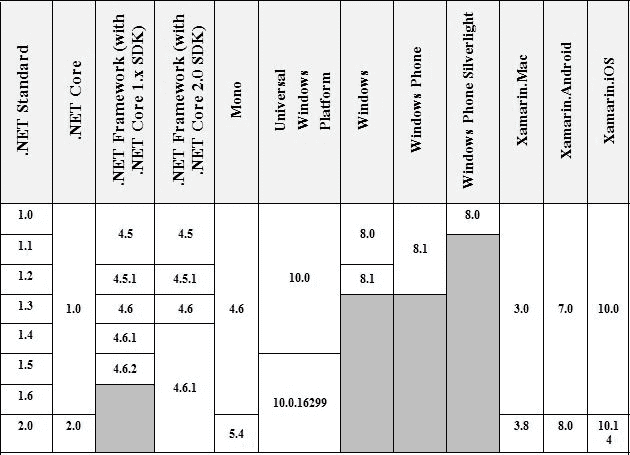 .NET Standard
.NET Core
.NET Framework (with
.NET Core 1.x SDK)
.NET Framework (with
.NET Core 2.0 SDK)
Mono
Universal
Windows
Platform
Windows
Windows Phone
Windows Phone Silverlight
Xamarin.Mac
Xamarin.Android
Xamarin.iOS
1.0
8.0
4.5
4.5
8.0
1.1
8.1
1.2
4.5.1
4.5.1
10.0
8.1
1.3
1.0
4.6
4.6
4.6
3.0
7.0
10.0
1.4
4.6.1
1.5
4.6.2
4.6.1
1.6
10.0.16299
2.0
2.0
5.4
3.8
8.0
10.1
4